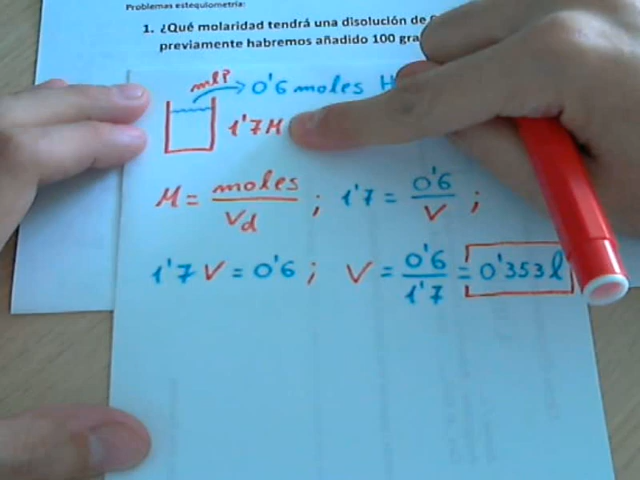 Problemas estequiometría:
1. ¿Qué molaridad tendrá una disolución de
previamente habremos añadido 100 gra
ml?
0'6 moles H
1'7M
M = moles / Vd ; 1'7 = 0'6 / V ;
1'7 V = 0'6 ; V = 0'6 / 1'7 = 0'353 l